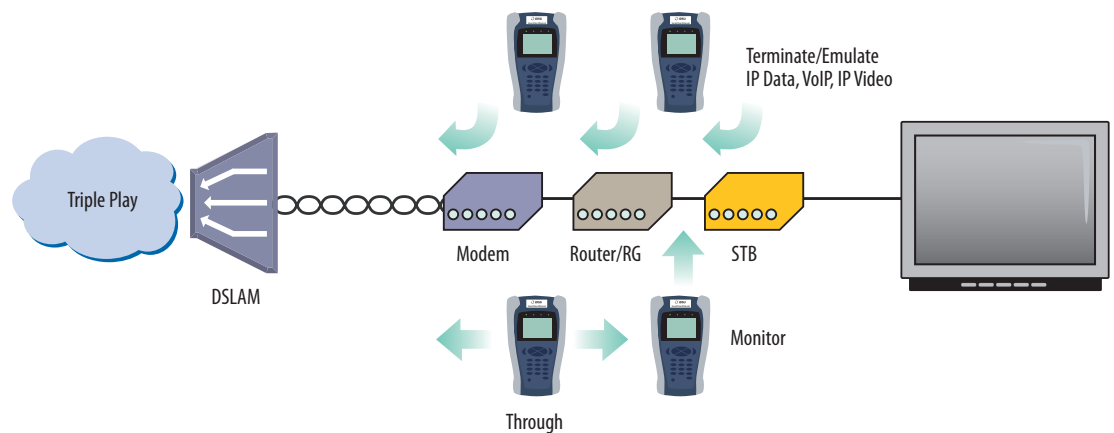 Terminate/Emulate
IP Data, VoIP, IP Video
Triple Play
Modem
Router/RG
STB
DSLAM
Monitor
Through